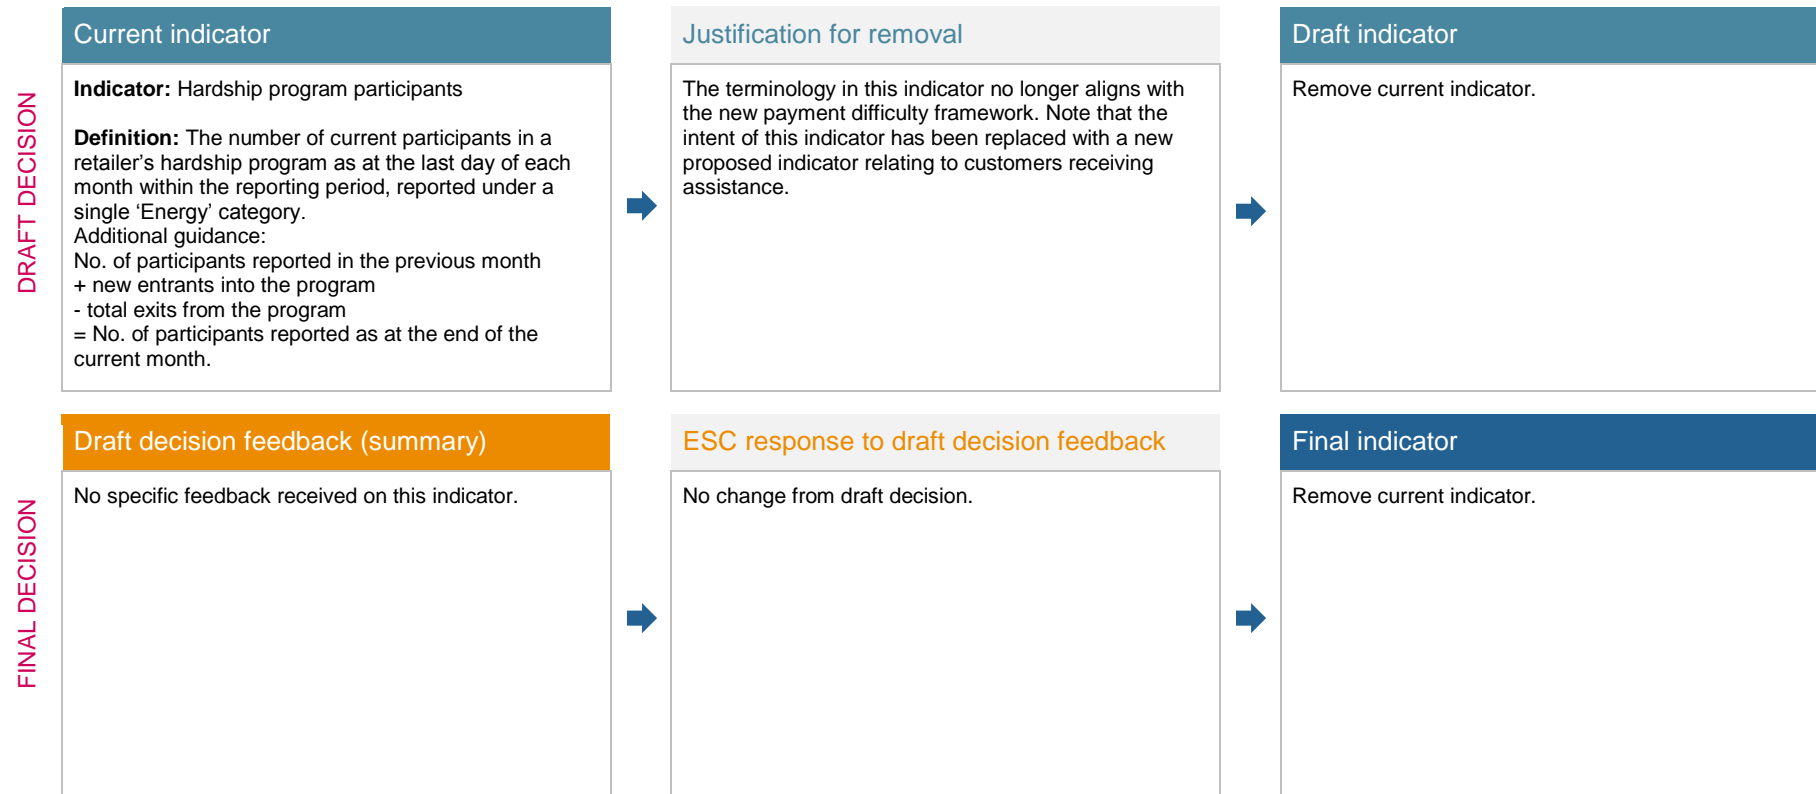 DRAFT DECISION
Current indicator
Indicator: Hardship program participants
Definition: The number of current participants in a
retailer’s hardship program as at the last day of each
month within the reporting period, reported under a
single ‘Energy’ category.
Additional guidance:
No. of participants reported in the previous month
+ new entrants into the program
- total exits from the program
= No. of participants reported as at the end of the
current month.
Justification for removal
The terminology in this indicator no longer aligns with
the new payment difficulty framework. Note that the
intent of this indicator has been replaced with a new
proposed indicator relating to customers receiving
assistance.
Draft indicator
Remove current indicator.
FINAL DECISION
Draft decision feedback (summary)
No specific feedback received on this indicator.
ESC response to draft decision feedback
No change from draft decision.
Final indicator
Remove current indicator.